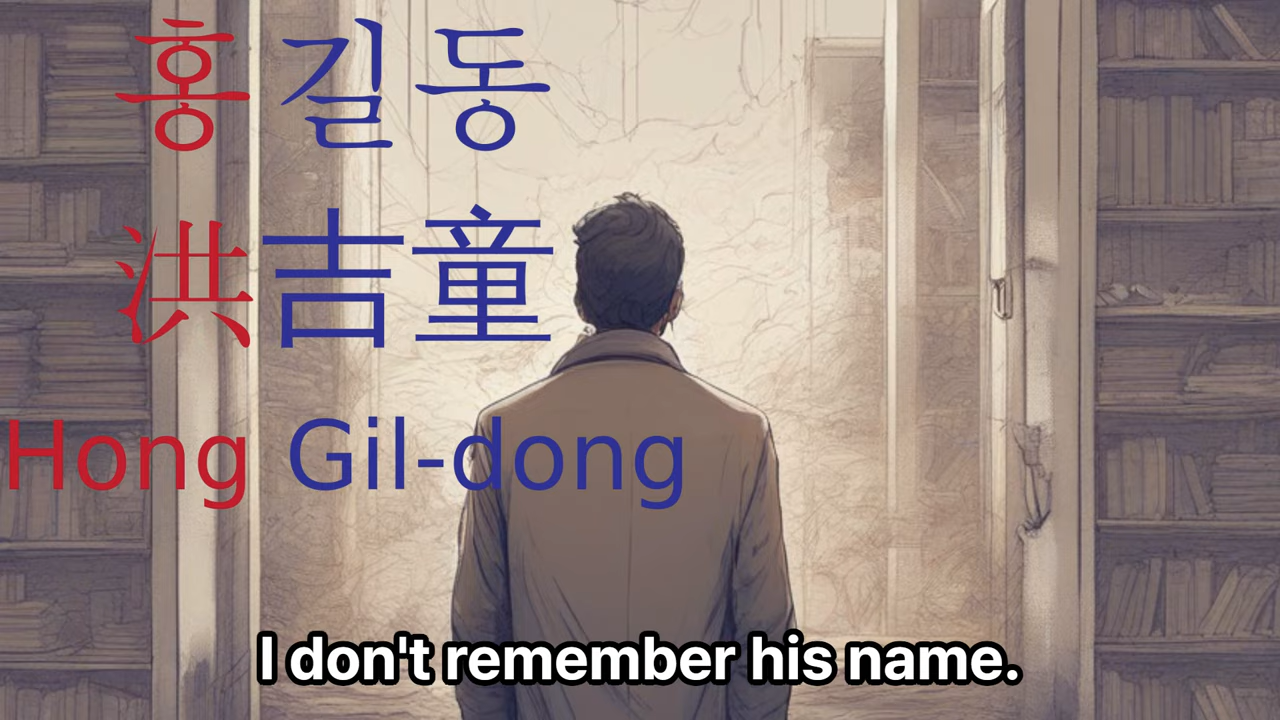 홍길동
洪吉童
Hong Gil-dong
I don't remember his name.